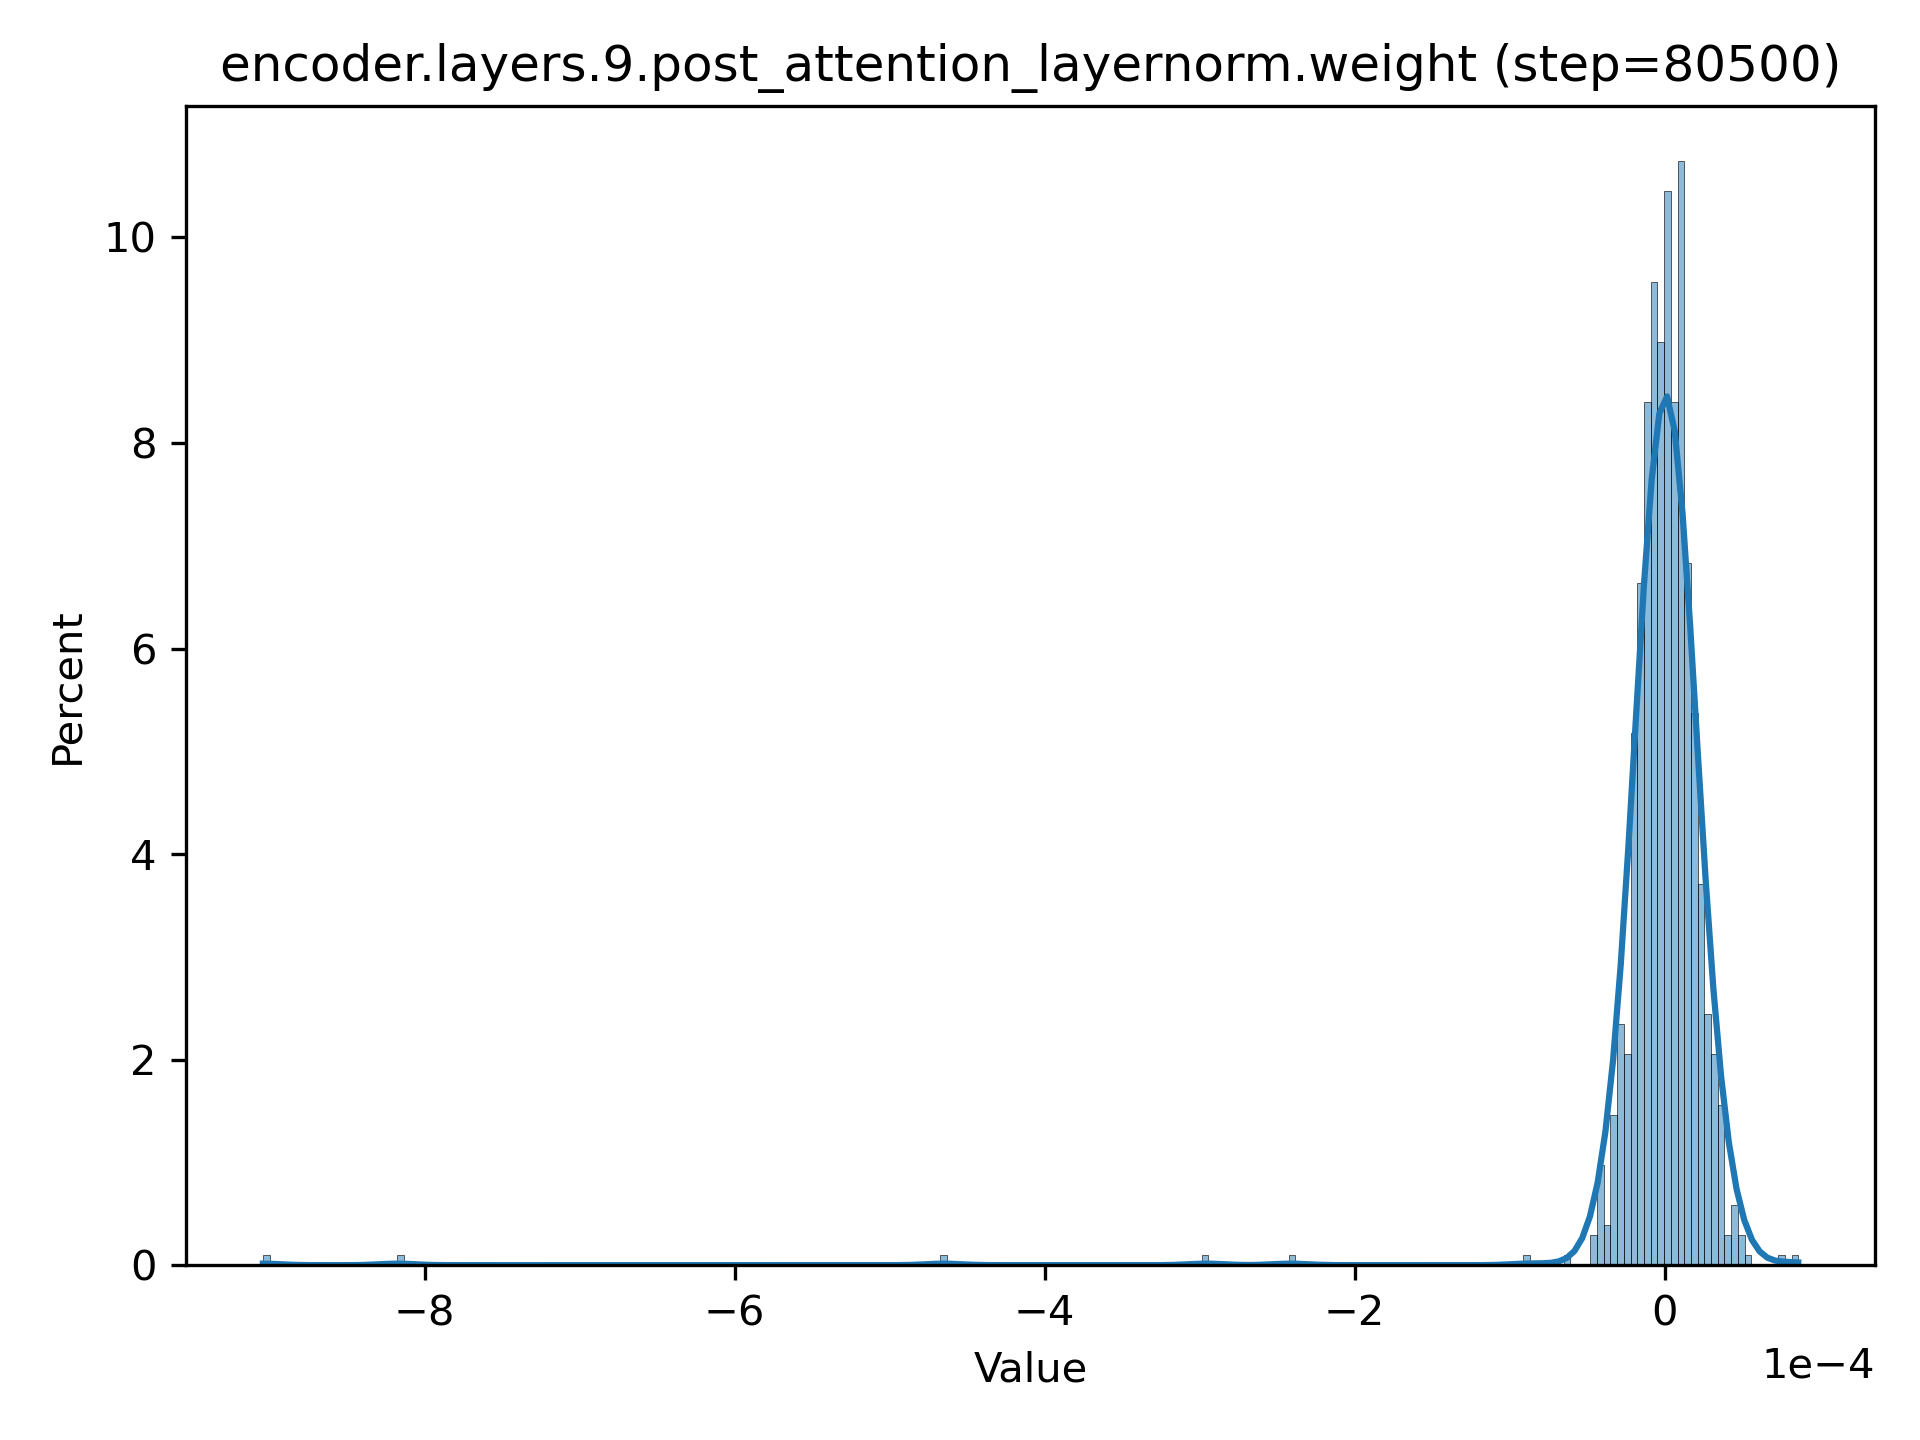 encoder.layers.9.post_attention_layernorm.weight (step=80500)
10
8
6
4
2
0
Percent
−8
−6
−4
−2
0
1e−4
Value